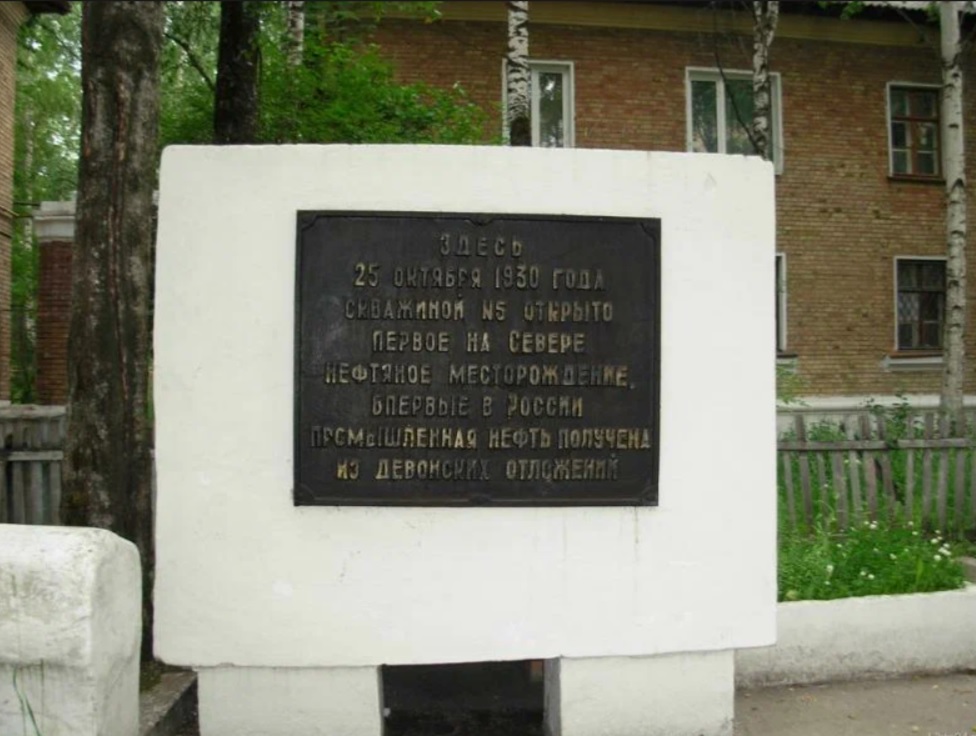 ЗДЕСЬ
25 ОКТЯБРЯ 1930 ГОДА
СКВАЖИНОЙ N5 ОТКРЫТО
ПЕРВОЕ НА СЕВЕРЕ
НЕФТЯНОЕ МЕСТОРОЖДЕНИЕ,
ВПЕРВЫЕ В РОССИИ
ПРОМЫШЛЕННАЯ НЕФТЬ ПОЛУЧЕНА
ИЗ ДЕВОНСКИХ ОТЛОЖЕНИЙ